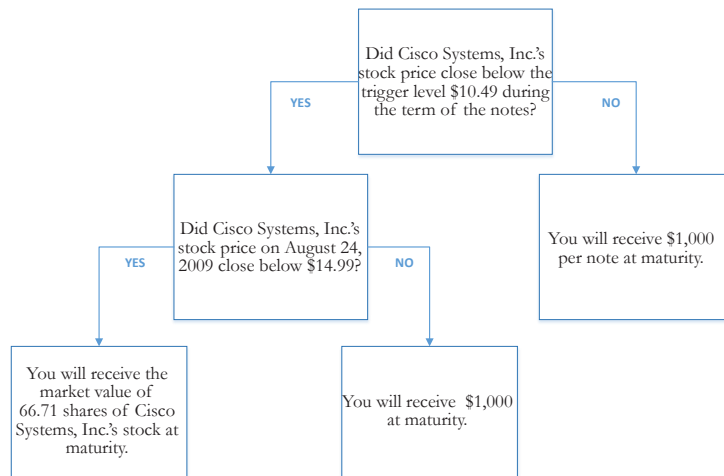 Did Cisco Systems, Inc.'s
stock price close below the
trigger level $10.49 during
the term of the notes?
YES
NO
Did Cisco Systems, Inc.'s
stock price on August 24,
2009 close below $14.99?
You will receive $1,000
per note at maturity.
YES
NO
You will receive the
market value of
66.71 shares of Cisco
Systems, Inc.'s stock at
maturity.
You will receive $1,000
at maturity.